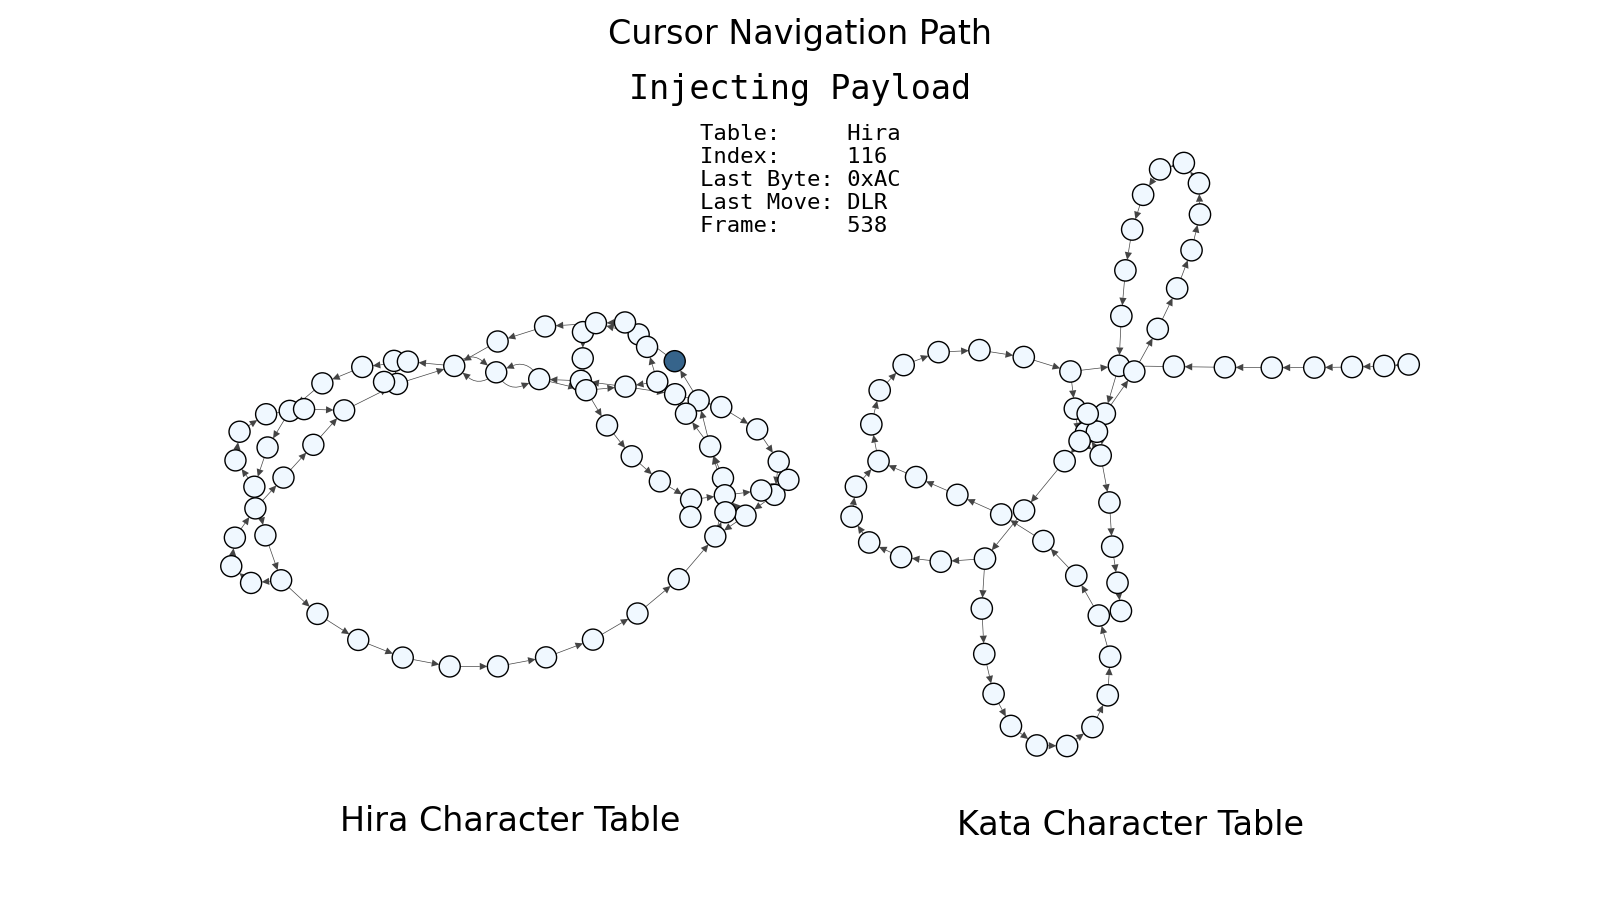 Cursor Navigation Path
Injecting Payload
Table: Hira
Index: 116
Last Byte: 0xAC
Last Move: DLR
Frame: 538
Hira Character Table
Kata Character Table